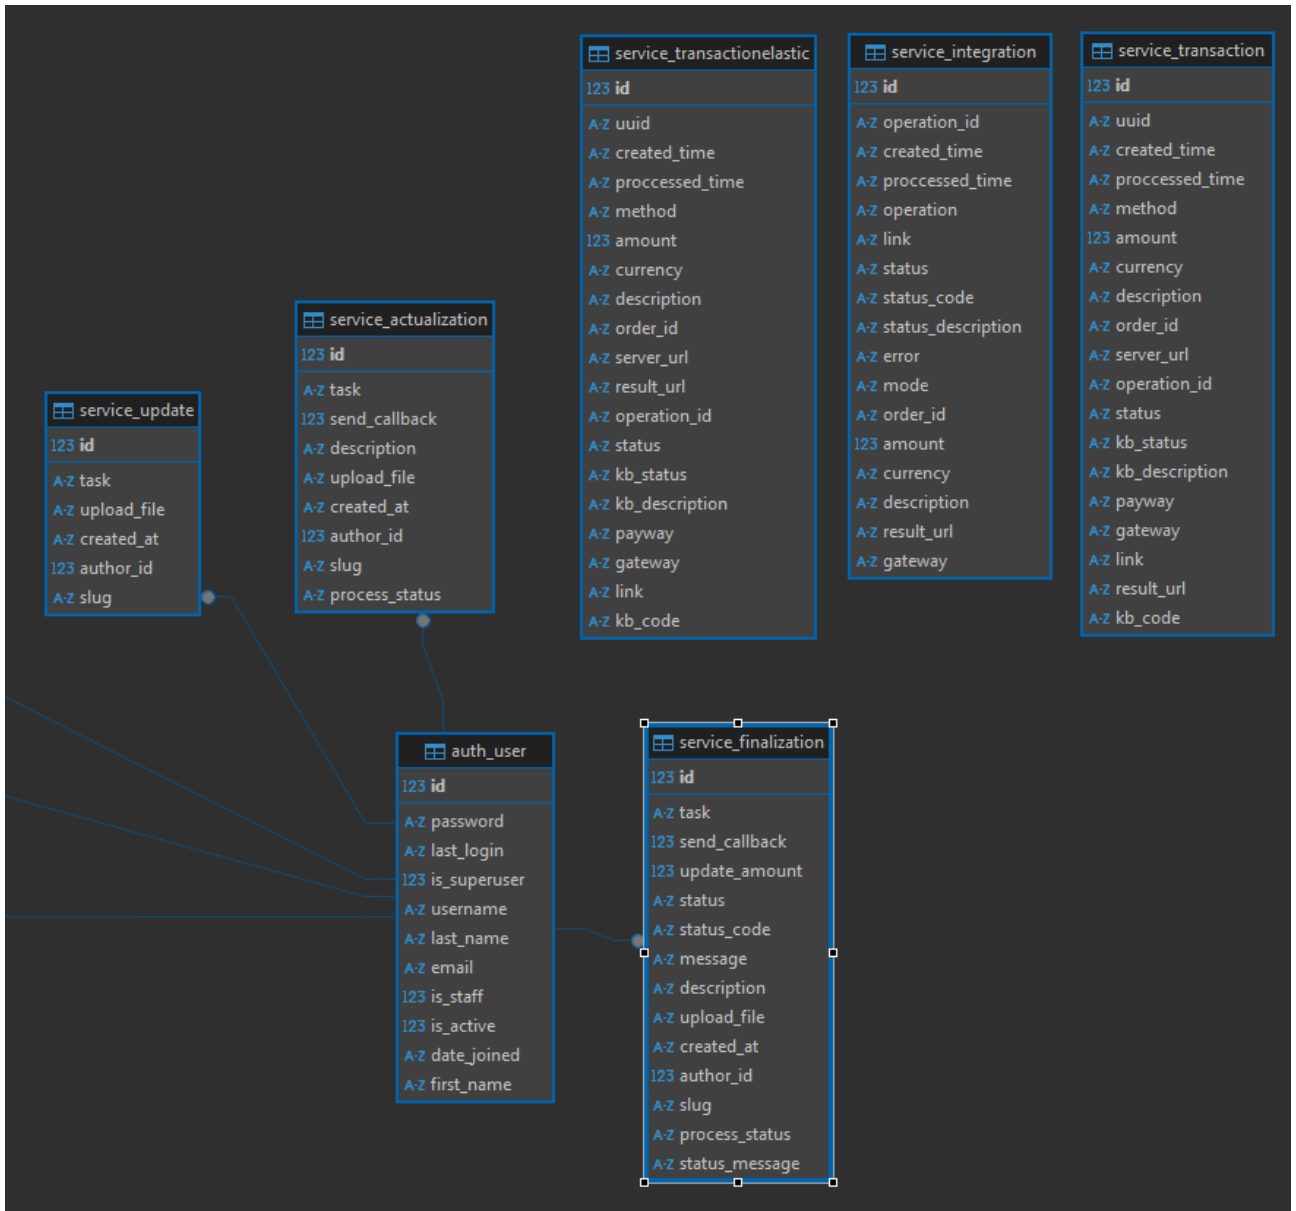 service_transactionelastic
123 id
A-Z uuid
A-Z created_time
A-Z proccessed_time
A-Z method
123 amount
A-Z currency
A-Z description
A-Z order_id
A-Z server_url
A-Z result_url
A-Z operation_id
A-Z status
A-Z kb_status
A-Z kb_description
A-Z payway
A-Z gateway
A-Z link
A-Z kb_code
service_integration
123 id
A-Z operation_id
A-Z created_time
A-Z proccessed_time
A-Z operation
A-Z link
A-Z status
A-Z status_code
A-Z status_description
A-Z error
A-Z mode
A-Z order_id
123 amount
A-Z currency
A-Z description
A-Z result_url
A-Z gateway
service_transaction
123 id
A-Z uuid
A-Z created_time
A-Z proccessed_time
A-Z method
123 amount
A-Z currency
A-Z description
A-Z order_id
A-Z server_url
A-Z operation_id
A-Z status
A-Z kb_status
A-Z kb_description
A-Z payway
A-Z gateway
A-Z link
A-Z result_url
A-Z kb_code
service_actualization
123 id
A-Z task
123 send_callback
A-Z description
A-Z upload_file
A-Z created_at
123 author_id
A-Z slug
A-Z process_status
service_update
123 id
A-Z task
A-Z upload_file
A-Z created_at
123 author_id
A-Z slug
auth_user
123 id
A-Z password
A-Z last_login
123 is_superuser
A-Z username
A-Z last_name
A-Z email
123 is_staff
123 is_active
A-Z date_joined
A-Z first_name
service_finalization
123 id
A-Z task
123 send_callback
123 update_amount
A-Z status
A-Z status_code
A-Z message
A-Z description
A-Z upload_file
A-Z created_at
123 author_id
A-Z slug
A-Z process_status
A-Z status_message